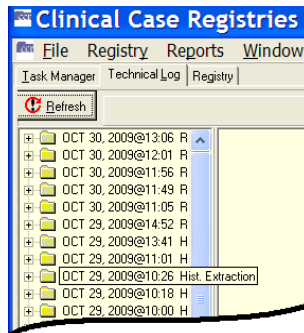 Clinical Case Registries
File Registry Reports Window
Task Manager Technical Log Registry
Refresh
OCT 30, 2009@13:06 R
OCT 30, 2009@12:01 R
OCT 30, 2009@11:56 R
OCT 30, 2009@11:49 R
OCT 30, 2009@11:05 R
OCT 29, 2009@14:52 R
OCT 29, 2009@13:41 H
OCT 29, 2009@11:01 H
OCT 29, 2009@10:26 Hist. Extraction
OCT 29, 2009@10:18 H
OCT 29, 2009@10:00 H